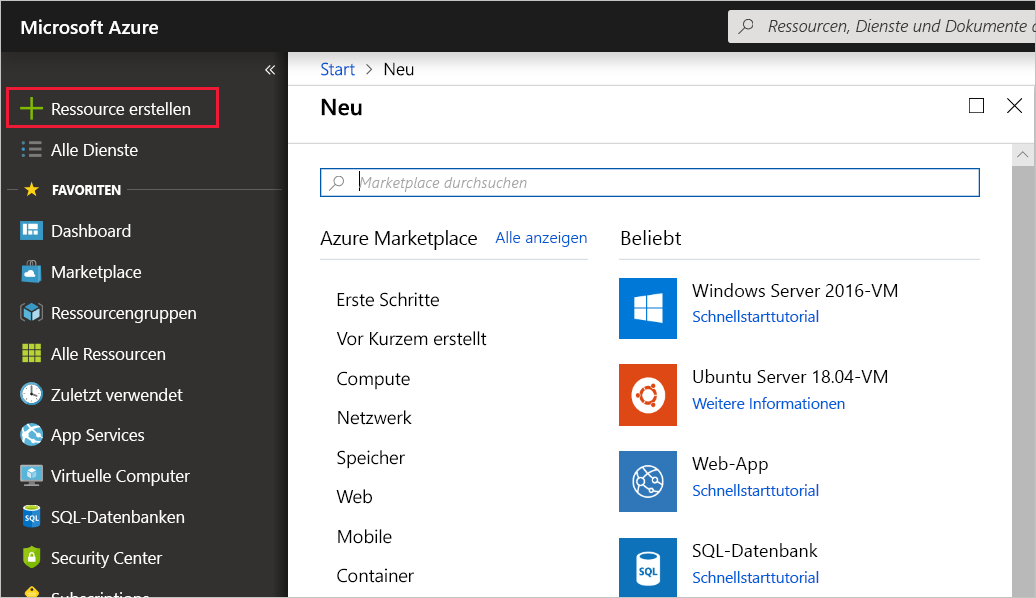 Microsoft Azure
Ressourcen, Dienste und Dokumente
Ressource erstellen
Alle Dienste
FAVORITEN
Dashboard
Marketplace
Ressourcengruppen
Alle Ressourcen
Zuletzt verwendet
App Services
Virtuelle Computer
SQL
SQL-Datenbanken
Security Center
Subscriptions
Start > Neu
Neu
Marketplace durchsuchen
Azure Marketplace Alle anzeigen
Erste Schritte
Vor Kurzem erstellt
Compute
Netzwerk
Speicher
Web
Mobile
Container
Beliebt
Windows Server 2016-VM
Schnellstarttutorial
Ubuntu Server 18.04-VM
Weitere Informationen
Web-App
Schnellstarttutorial
SQL
SQL-Datenbank
Schnellstarttutorial